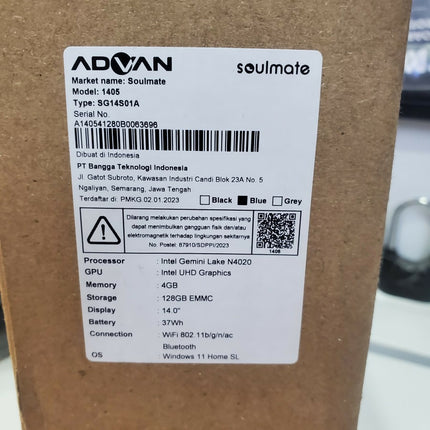 ADVAN soulmate
Market name: Soulmate
Model: 1405
Type: SG14S01A
Serial No.
A140541280B0063696
Dibuat di Indonesia
PT Bangga Teknologi Indonesia
Jl. Gatot Subroto, Kawasan Industri Candi Blok 23A No. 5
Ngaliyan, Semarang, Jawa Tengah
Terdaftar di: PMKG 02 01.2023 Black Blue Grey
Dilarang melakukan perubahan spesifikasi yang
dapat menimbulkan gangguan fisik dan/atau
elektromagnetik terhadap lingkungan sekitarnya
No. Postel: 87910/SDPPI/2023
1405
Processor : Intel Gemini Lake N4020
GPU : Intel UHD Graphics
Memory : 4GB
Storage : 128GB EMMC
Display : 14.0"
Battery : 37Wh
Connection : WiFi 802.11b/g/n/ac
Bluetooth
OS : Windows 11 Home SL